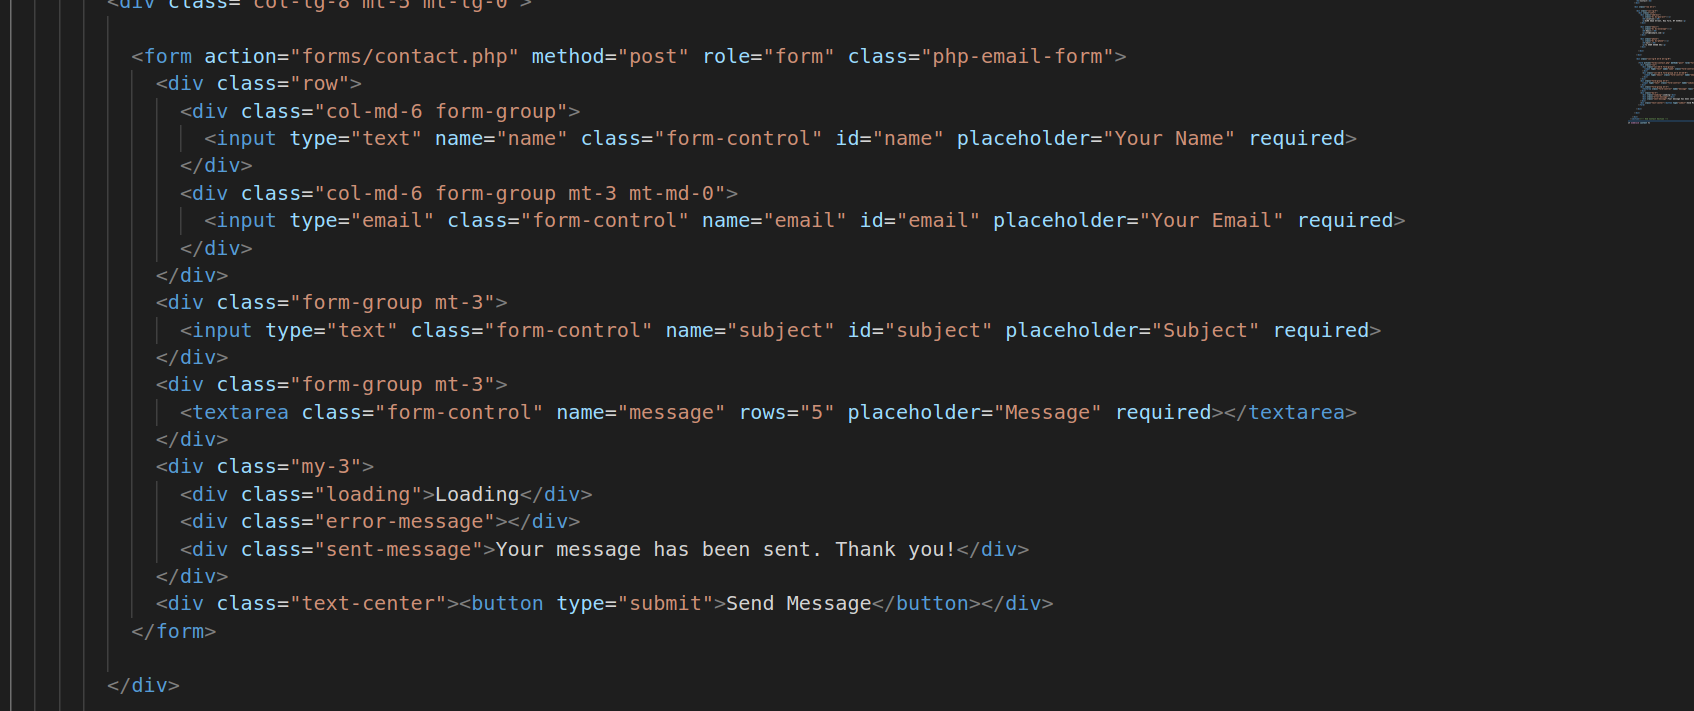 <div class="col-lg-8 mt-5 mt-lg-0">
<form action="forms/contact.php" method="post" role="form" class="php-email-form">
<div class="row">
<div class="col-md-6 form-group">
<input type="text" name="name" class="form-control" id="name" placeholder="Your Name" required>
</div>
<div class="col-md-6 form-group mt-3 mt-md-0">
<input type="email" class="form-control" name="email" id="email" placeholder="Your Email" required>
</div>
</div>
<div class="form-group mt-3">
<input type="text" class="form-control" name="subject" id="subject" placeholder="Subject" required>
</div>
<div class="form-group mt-3">
<textarea class="form-control" name="message" rows="5" placeholder="Message" required></textarea>
</div>
<div class="my-3">
<div class="loading">Loading</div>
<div class="error-message"></div>
<div class="sent-message">Your message has been sent. Thank you!</div>
</div>
<div class="text-center"><button type="submit">Send Message</button></div>
</form>
</div>